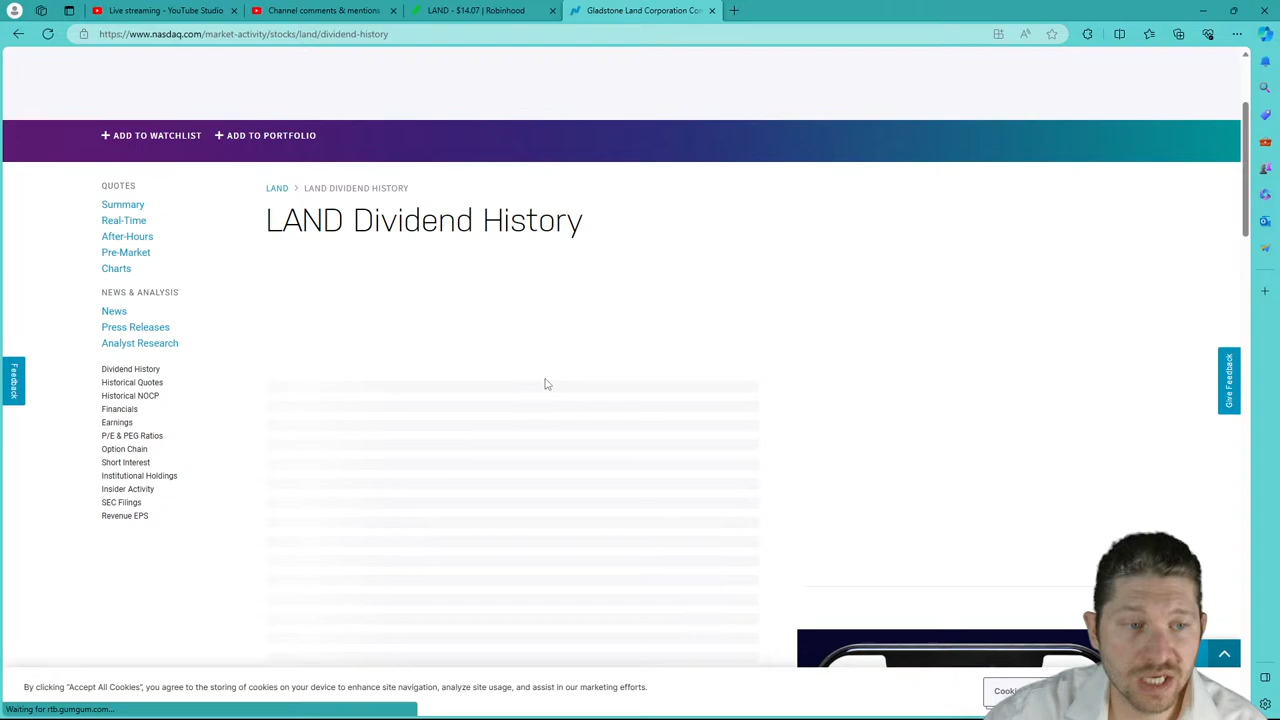 Live streaming - YouTube Studio
Channel comments & mentions
LAND - $14.07 | Robinhood
Gladstone Land Corporation Co
https://www.nasdaq.com/market-activity/stocks/land/dividend-history
ADD TO WATCHLIST
ADD TO PORTFOLIO
QUOTES
Summary
Real-Time
After-Hours
Pre-Market
Charts
NEWS & ANALYSIS
News
Press Releases
Analyst Research
Dividend History
Historical Quotes
Historical NOCP
Financials
Earnings
P/E & PEG Ratios
Option Chain
Short Interest
Institutional Holdings
Insider Activity
SEC Filings
Revenue EPS
LAND > LAND DIVIDEND HISTORY
LAND Dividend History
Feedback
Give Feedback
By clicking “Accept All Cookies”, you agree to the storing of cookies on your device to enhance site navigation, analyze site usage, and assist in our marketing efforts.
Cooki
Waiting for rtb.gumgum.com...